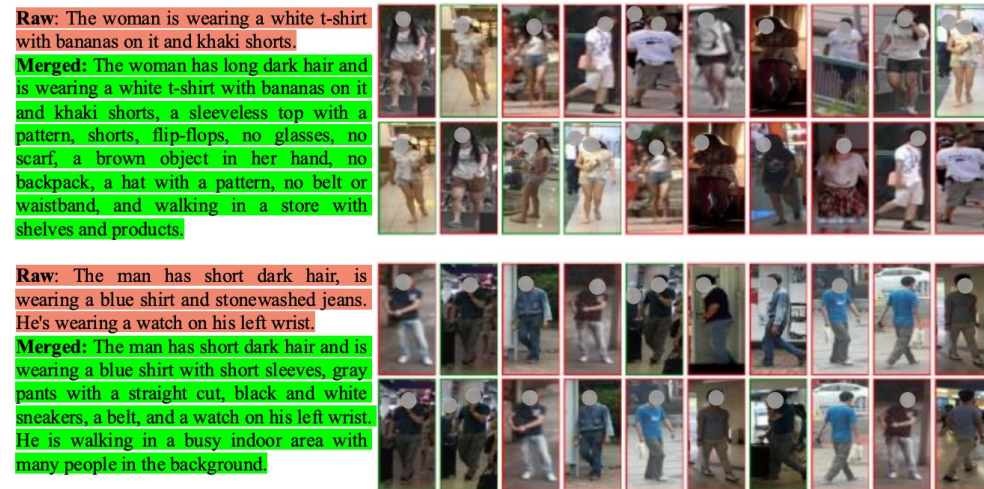 Raw: The woman is wearing a white t-shirt
with bananas on it and khaki shorts.
Merged: The woman has long dark hair and
is wearing a white t-shirt with bananas on it
and khaki shorts, a sleeveless top with a
pattern, shorts, flip-flops, no glasses, no
scarf, a brown object in her hand, no
backpack, a hat with a pattern, no belt or
waistband, and walking in a store with
shelves and products.
Raw: The man has short dark hair, is
wearing a blue shirt and stonewashed jeans.
He's wearing a watch on his left wrist.
Merged: The man has short dark hair and is
wearing a blue shirt with short sleeves, gray
pants with a straight cut, black and white
sneakers, a belt, and a watch on his left wrist.
He is walking in a busy indoor area with
many people in the background.